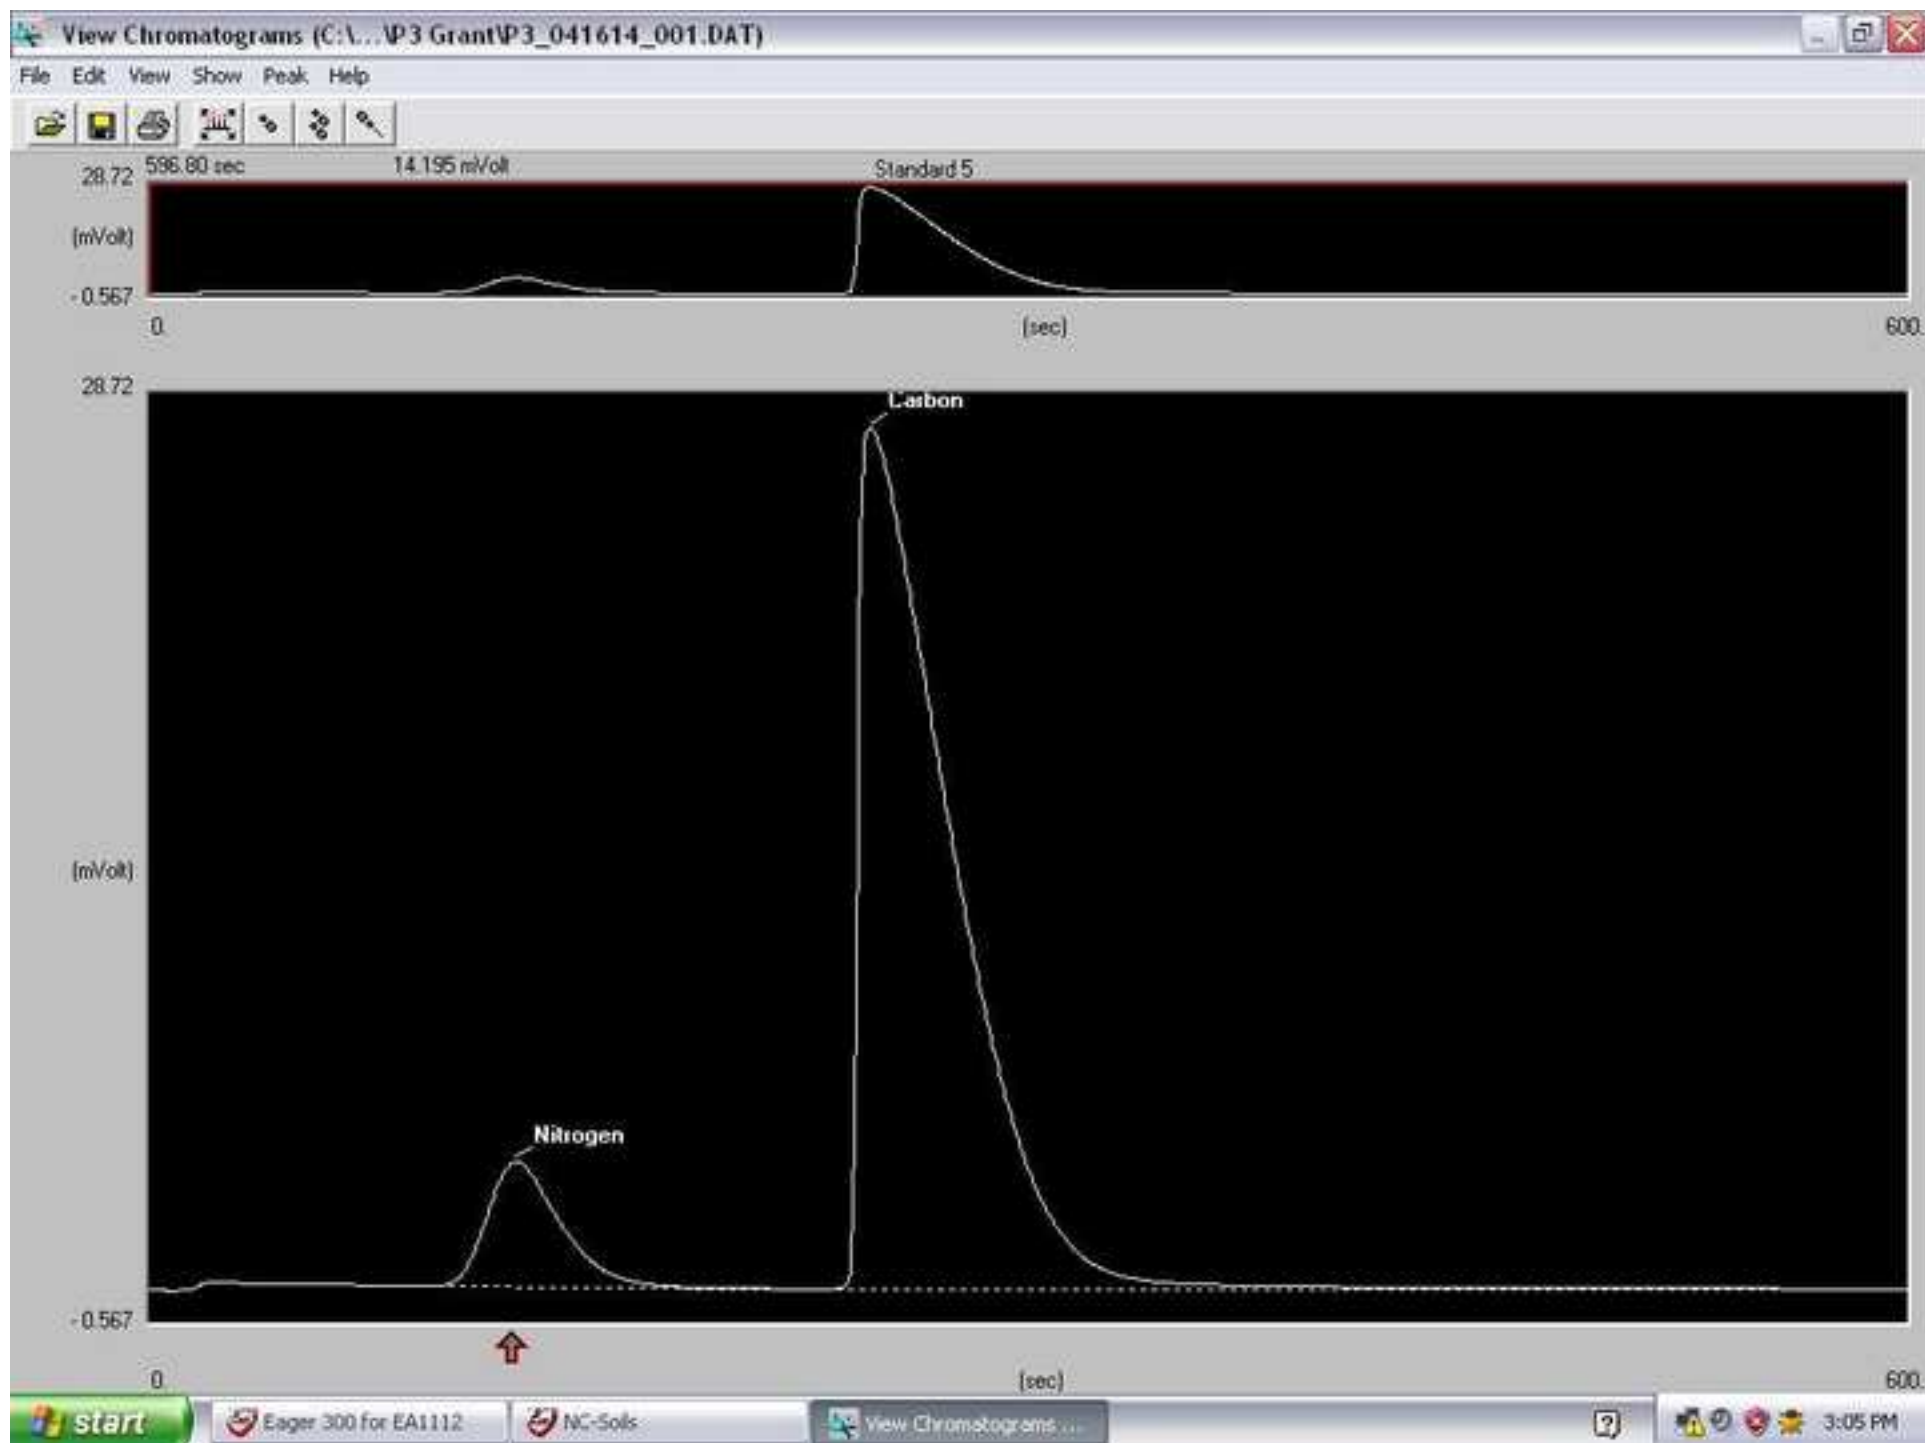 View Chromatograms (C:\...\P3 Grant\P3_041614_001.DAT)
File Edit View Show Peak Help
596.80 sec 14.195 mVolt Standard 5
28.72
(mVolt)
-0.567
0. (sec) 600.
28.72
Carbon
(mVolt)
Nitrogen
-0.567
0. (sec) 600.
start Eager 300 for EA1112 NC-Soils View Chromatograms ... 3:05 PM